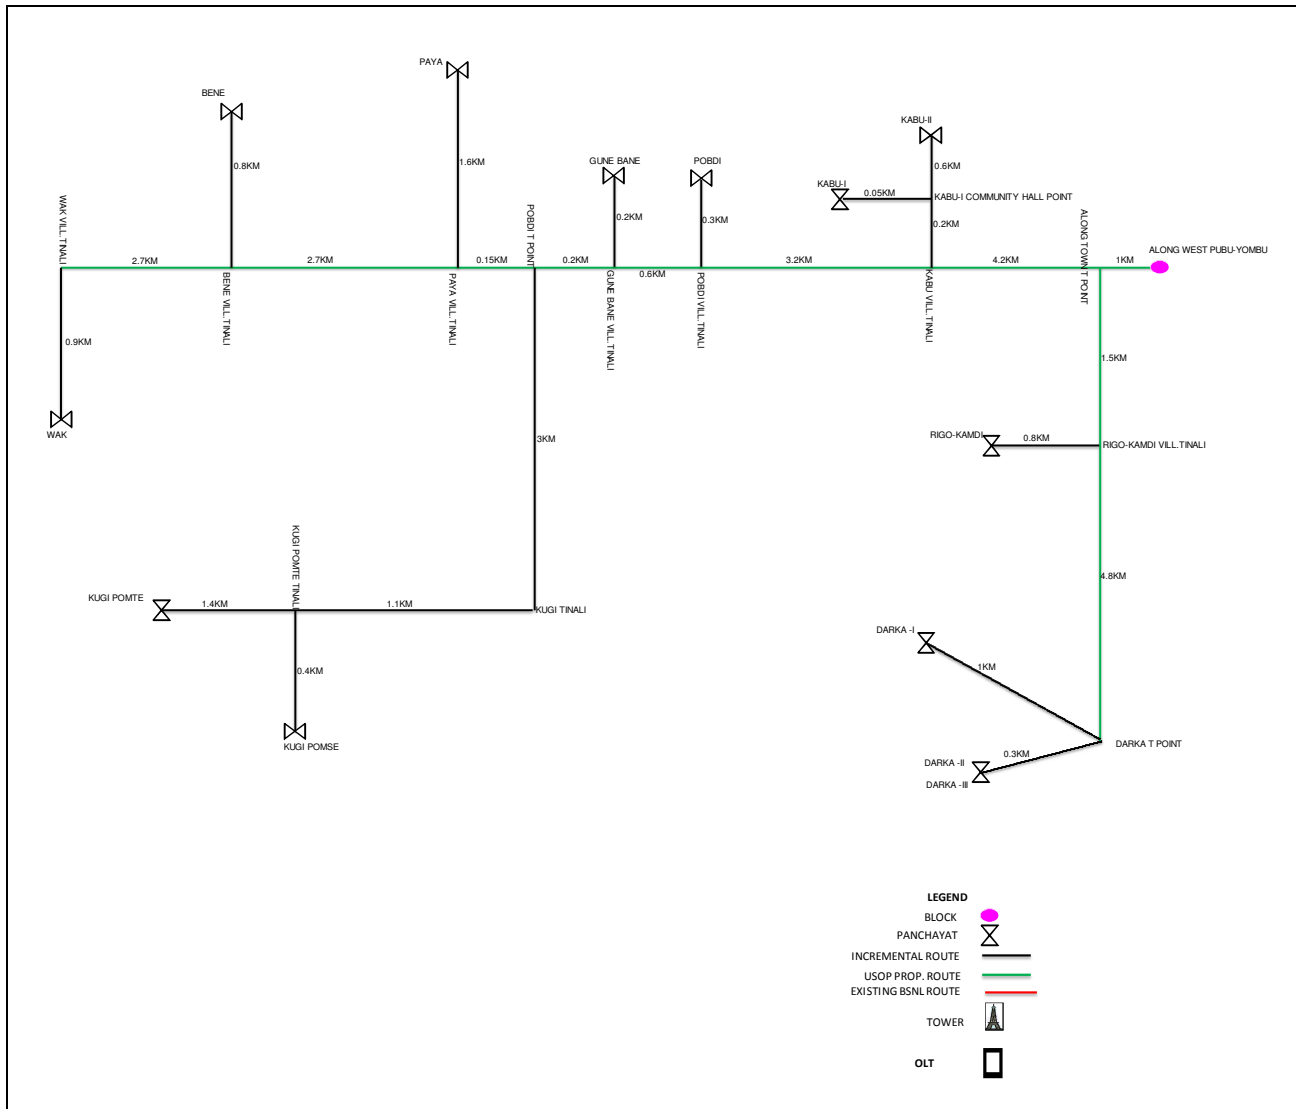 PAYA
BENE
KABU-II
GUNE BANE
POBDI
1.6KM
0.8KM
0.6KM
KABU-I
0.05KM
KABU-I COMMUNITY HALL POINT
WAK VILL.TINALI
POBDI T POINT
0.2KM
0.3KM
0.2KM
ALONG TOWN T POINT
ALONG WEST PUBU-YOMBU
2.7KM
2.7KM
0.15KM
0.2KM
0.6KM
3.2KM
4.2KM
1KM
BENE VILL.TINALI
PAYA VILL.TINALI
GUNE BANE VILL.TINALI
POBDI VILL.TINALI
KABU VILL.TINALI
0.9KM
1.5KM
WAK
3KM
RIGO-KAMDI
0.8KM
RIGO-KAMDI VILL.TINALI
KUGI POMTE TINALI
4.8KM
KUGI POMTE
1.4KM
1.1KM
KUGI TINALI
DARKA -I
1KM
0.4KM
KUGI POMSE
DARKA T POINT
0.3KM
DARKA -II
DARKA -III
LEGEND
BLOCK
PANCHAYAT
INCREMENTAL ROUTE
USOP PROP. ROUTE
EXISTING BSNL ROUTE
TOWER
OLT